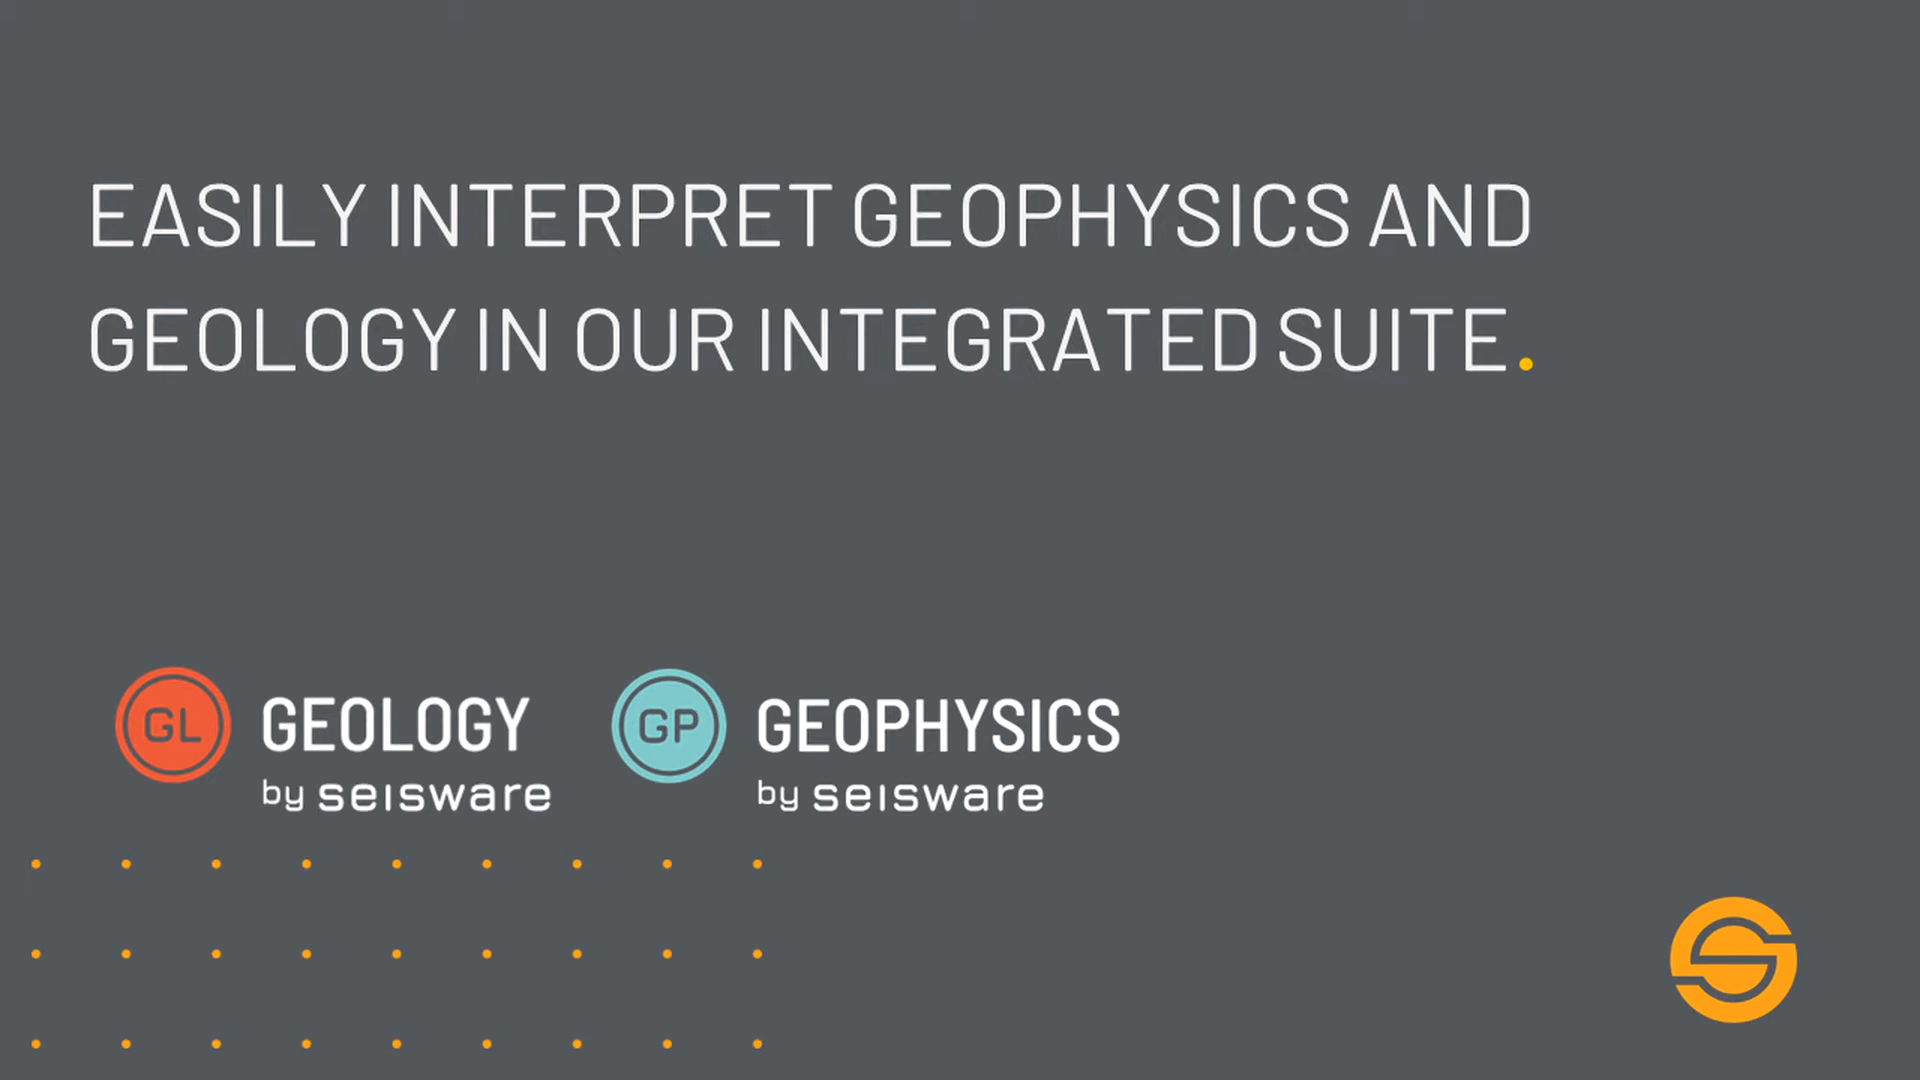 EASILY INTERPRET GEOPHYSICS AND
GEOLOGY IN OUR INTEGRATED SUITE.
GL GEOLOGY
by seisware
GP GEOPHYSICS
by seisware
S